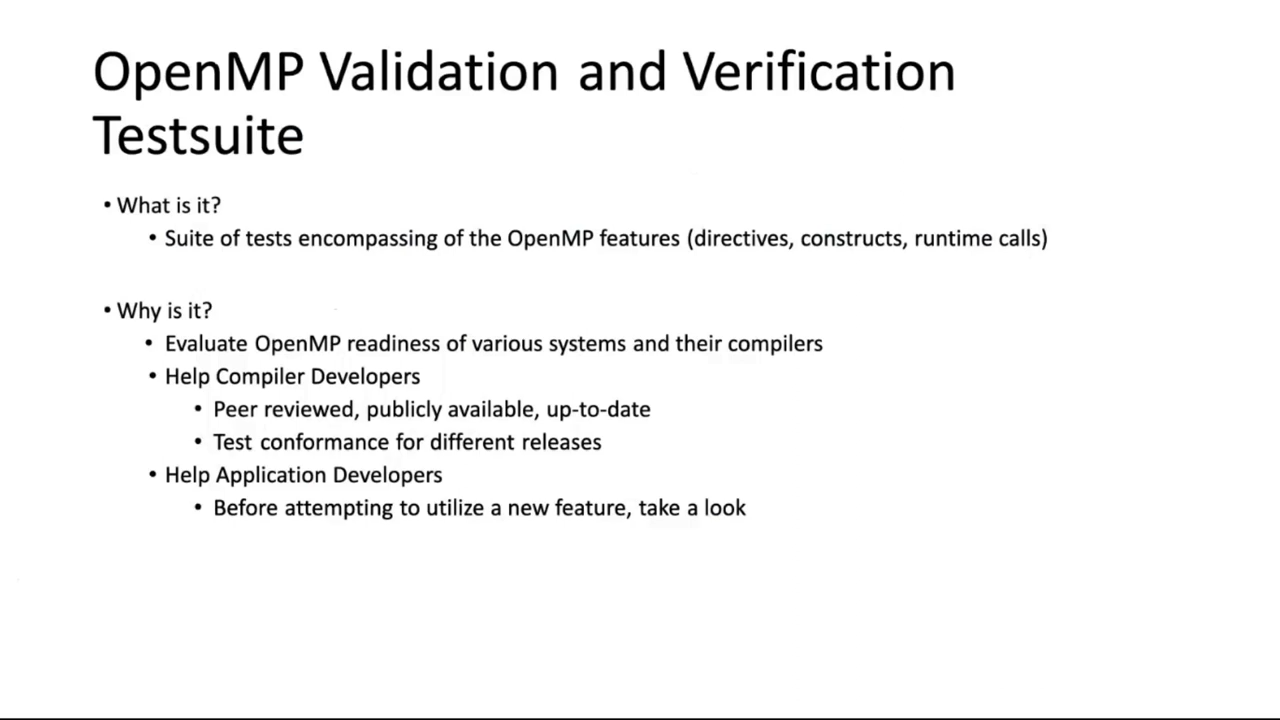 OpenMP Validation and Verification
Testsuite
• What is it?
• Suite of tests encompassing of the OpenMP features (directives, constructs, runtime calls)
• Why is it?
• Evaluate OpenMP readiness of various systems and their compilers
• Help Compiler Developers
• Peer reviewed, publicly available, up-to-date
• Test conformance for different releases
• Help Application Developers
• Before attempting to utilize a new feature, take a look